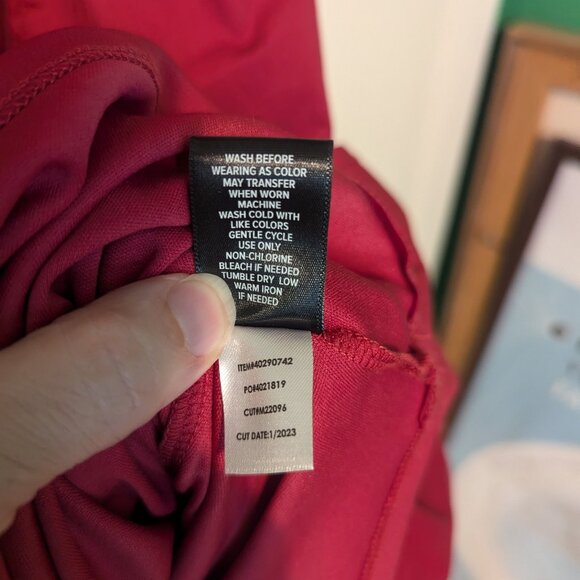 WASH BEFORE
WEARING AS COLOR
MAY TRANSFER
WHEN WORN
MACHINE
WASH COLD WITH
LIKE COLORS
GENTLE CYCLE
USE ONLY
NON-CHLORINE
BLEACH IF NEEDED
TUMBLE DRY LOW
WARM IRON
IF NEEDED
ITEM#40290742
PO#4021819
CUT#M22096
CUT DATE:1/2023